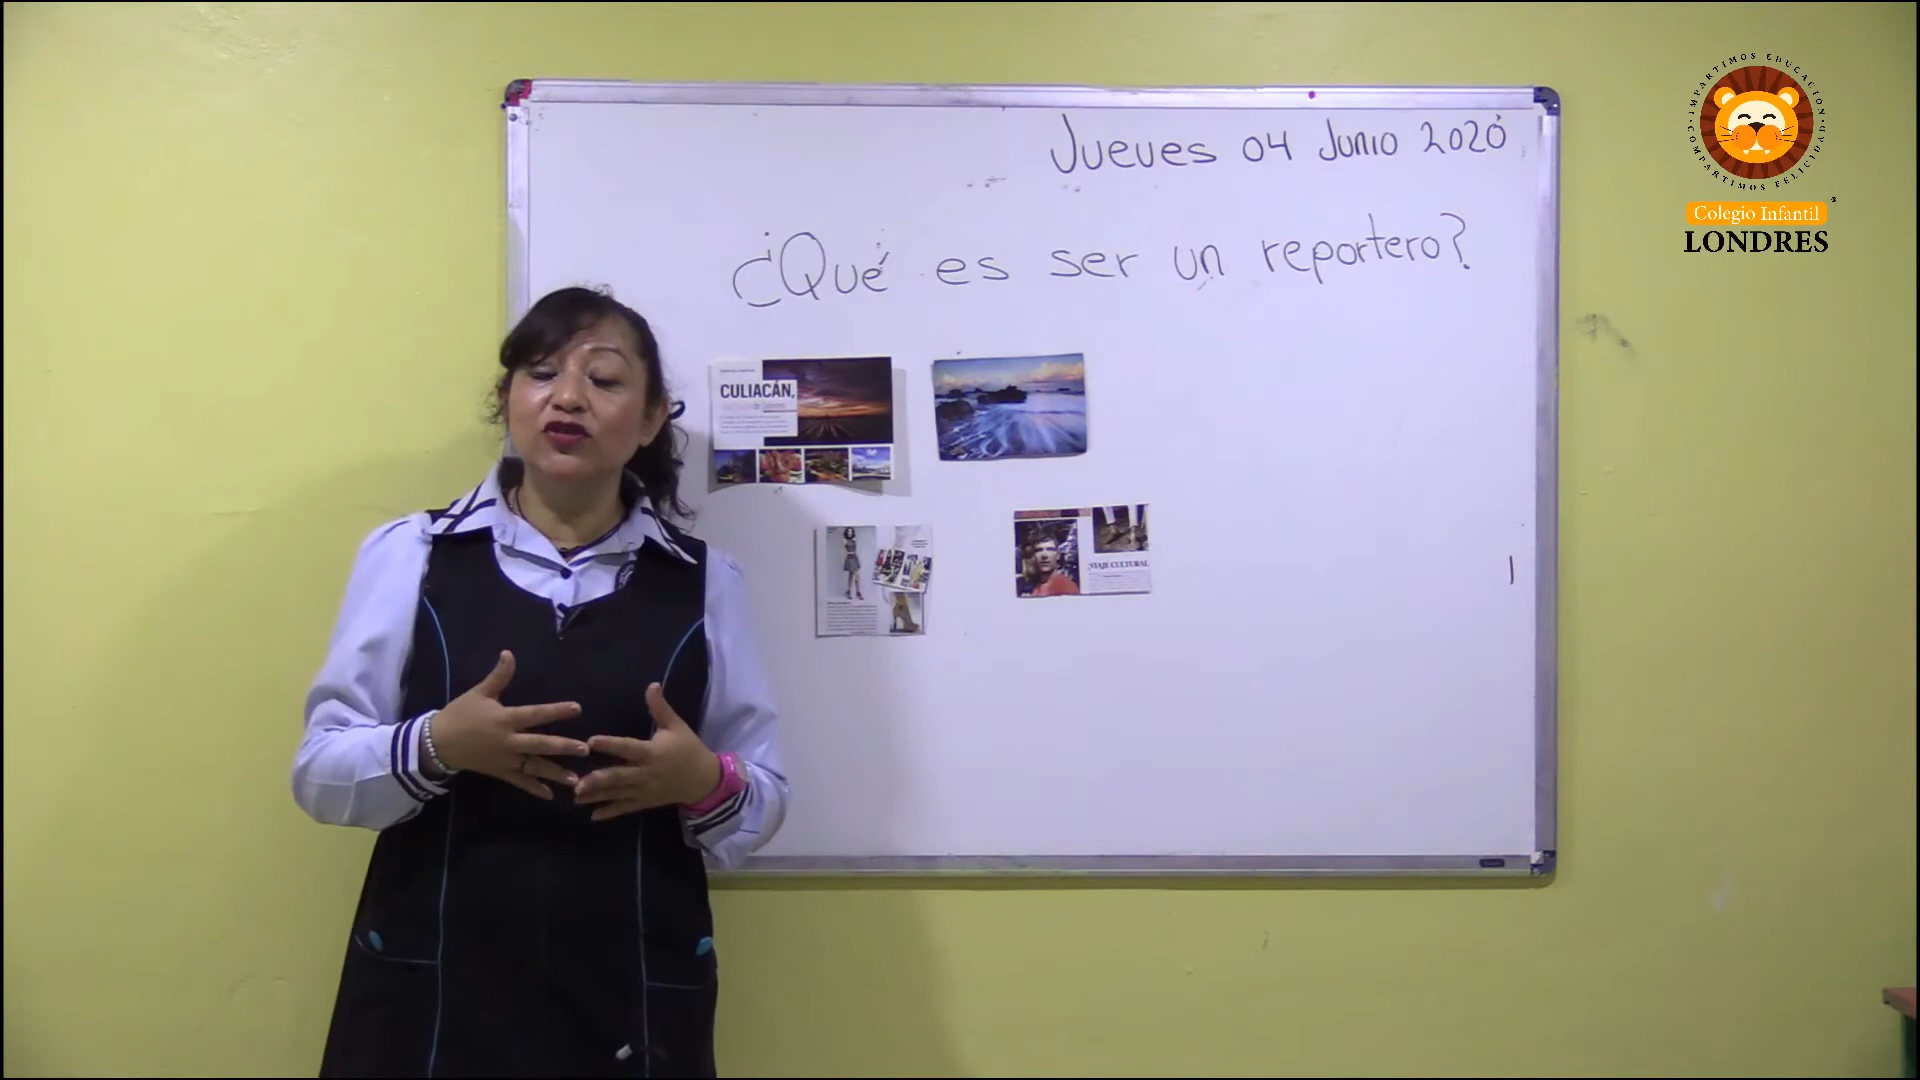 Jueves 04 Junio 2020
¿Qué es ser un reportero?
CULIACÁN,
VIAJE CULTURAL
IMPARTIMOS EDUCACIÓN · COMPARTIMOS FELICIDAD ·
Colegio Infantil
LONDRES